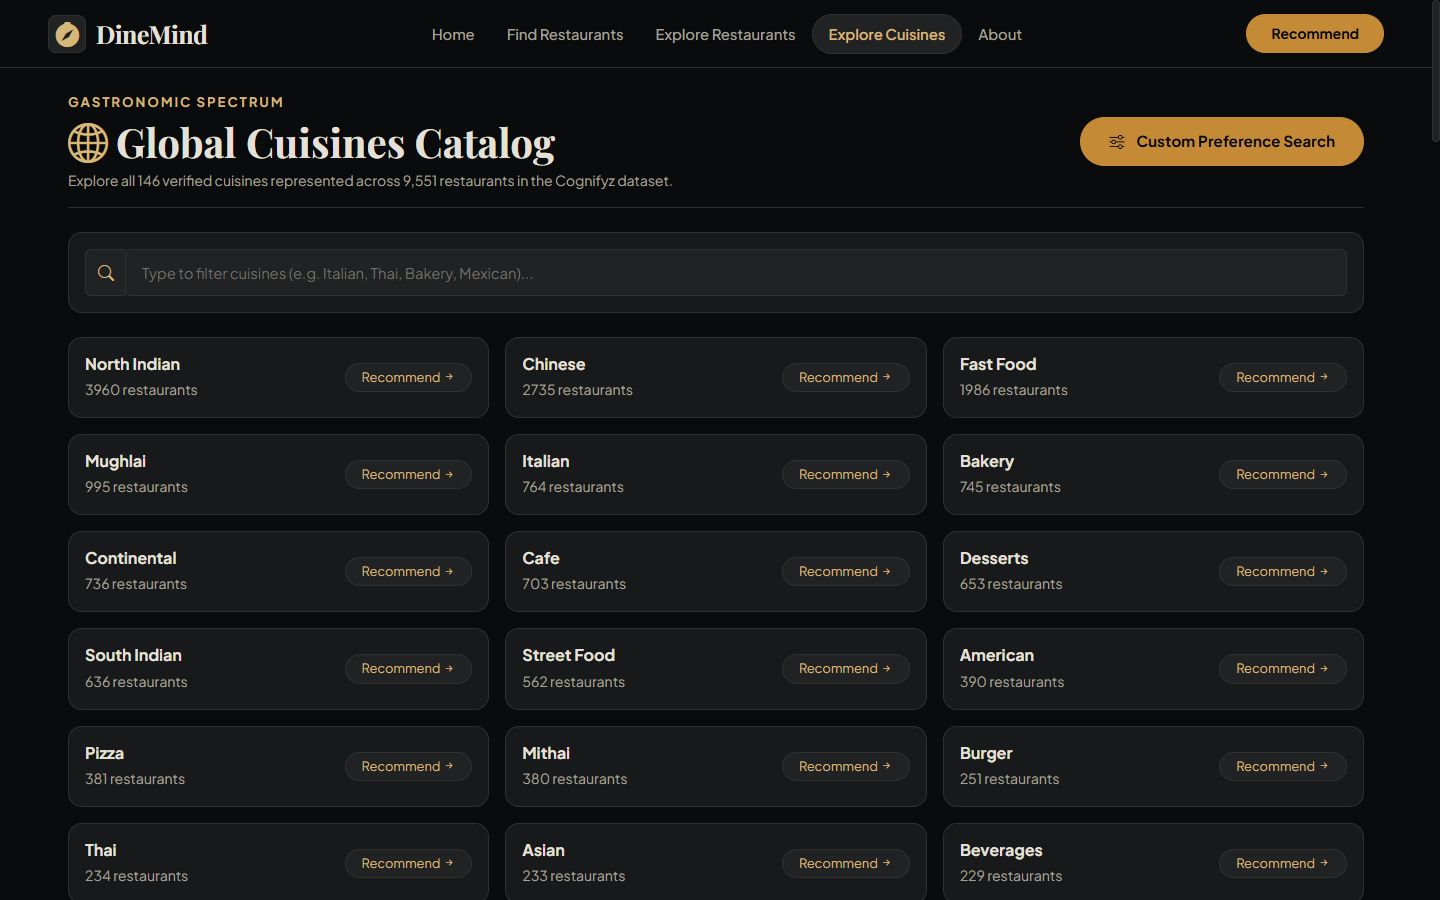 DineMind
Home
Find Restaurants
Explore Restaurants
Explore Cuisines
About
Recommend
GASTRONOMIC SPECTRUM
Global Cuisines Catalog
Explore all 146 verified cuisines represented across 9,551 restaurants in the Cognifyz dataset.
Custom Preference Search
Type to filter cuisines (e.g. Italian, Thai, Bakery, Mexican)...
North Indian
3960 restaurants
Recommend →
Chinese
2735 restaurants
Recommend →
Fast Food
1986 restaurants
Recommend →
Mughlai
995 restaurants
Recommend →
Italian
764 restaurants
Recommend →
Bakery
745 restaurants
Recommend →
Continental
736 restaurants
Recommend →
Cafe
703 restaurants
Recommend →
Desserts
653 restaurants
Recommend →
South Indian
636 restaurants
Recommend →
Street Food
562 restaurants
Recommend →
American
390 restaurants
Recommend →
Pizza
381 restaurants
Recommend →
Mithai
380 restaurants
Recommend →
Burger
251 restaurants
Recommend →
Thai
234 restaurants
Recommend →
Asian
233 restaurants
Recommend →
Beverages
229 restaurants
Recommend →